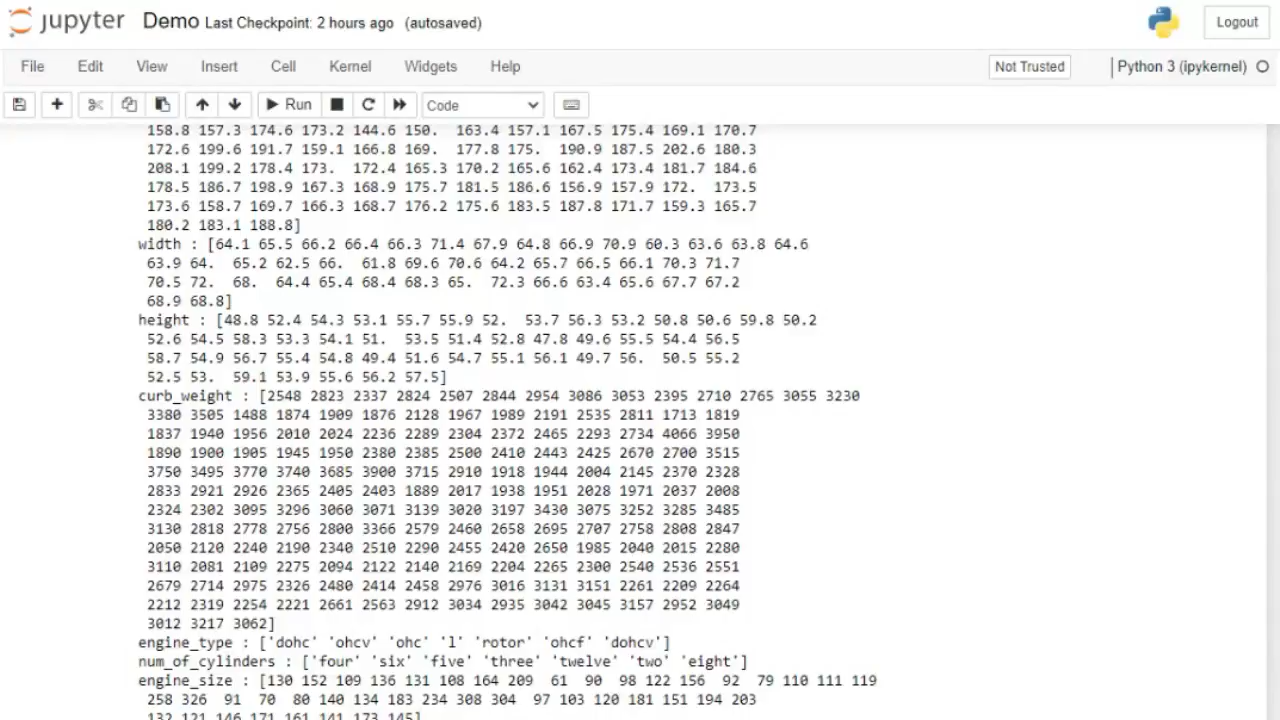 jupyter Demo Last Checkpoint: 2 hours ago (autosaved) Logout
File Edit View Insert Cell Kernel Widgets Help Not Trusted Python 3 (ipykernel)
Run Code
158.8 157.3 174.6 173.2 144.6 150. 163.4 157.1 167.5 175.4 169.1 170.7
172.6 199.6 191.7 159.1 166.8 169. 177.8 175. 190.9 187.5 202.6 180.3
208.1 199.2 178.4 173. 172.4 165.3 170.2 165.6 162.4 173.4 181.7 184.6
178.5 186.7 198.9 167.3 168.9 175.7 181.5 186.6 156.9 157.9 172. 173.5
173.6 158.7 169.7 166.3 168.7 176.2 175.6 183.5 187.8 171.7 159.3 165.7
180.2 183.1 188.8]
width : [64.1 65.5 66.2 66.4 66.3 71.4 67.9 64.8 66.9 70.9 60.3 63.6 63.8 64.6
63.9 64. 65.2 62.5 66. 61.8 69.6 70.6 64.2 65.7 66.5 66.1 70.3 71.7
70.5 72. 68. 64.4 65.4 68.4 68.3 65. 72.3 66.6 63.4 65.6 67.7 67.2
68.9 68.8]
height : [48.8 52.4 54.3 53.1 55.7 55.9 52. 53.7 56.3 53.2 50.8 50.6 59.8 50.2
52.6 54.5 58.3 53.3 54.1 51. 53.5 51.4 52.8 47.8 49.6 55.5 54.4 56.5
58.7 54.9 56.7 55.4 54.8 49.4 51.6 54.7 55.1 56.1 49.7 56. 50.5 55.2
52.5 53. 59.1 53.9 55.6 56.2 57.5]
curb_weight : [2548 2823 2337 2824 2507 2844 2954 3086 3053 2395 2710 2765 3055 3230
3380 3505 1488 1874 1909 1876 2128 1967 1989 2191 2535 2811 1713 1819
1837 1940 1956 2010 2024 2236 2289 2304 2372 2465 2293 2734 4066 3950
1890 1900 1905 1945 1950 2380 2385 2500 2410 2443 2425 2670 2700 3515
3750 3495 3770 3740 3685 3900 3715 2910 1918 1944 2004 2145 2370 2328
2833 2921 2926 2365 2405 2403 1889 2017 1938 1951 2028 1971 2037 2008
2324 2302 3095 3296 3060 3071 3139 3020 3197 3430 3075 3252 3285 3485
3130 2818 2778 2756 2800 3366 2579 2460 2658 2695 2707 2758 2808 2847
2050 2120 2240 2190 2340 2510 2290 2455 2420 2650 1985 2040 2015 2280
3110 2081 2109 2275 2094 2122 2140 2169 2204 2265 2300 2540 2536 2551
2679 2714 2975 2326 2480 2414 2458 2976 3016 3131 3151 2261 2209 2264
2212 2319 2254 2221 2661 2563 2912 3034 2935 3042 3045 3157 2952 3049
3012 3217 3062]
engine_type : ['dohc' 'ohcv' 'ohc' 'l' 'rotor' 'ohcf' 'dohcv']
num_of_cylinders : ['four' 'six' 'five' 'three' 'twelve' 'two' 'eight']
engine_size : [130 152 109 136 131 108 164 209 61 90 98 122 156 92 79 110 111 119
258 326 91 70 80 140 134 183 234 308 304 97 103 120 181 151 194 203
132 121 146 171 161 141 173 145]